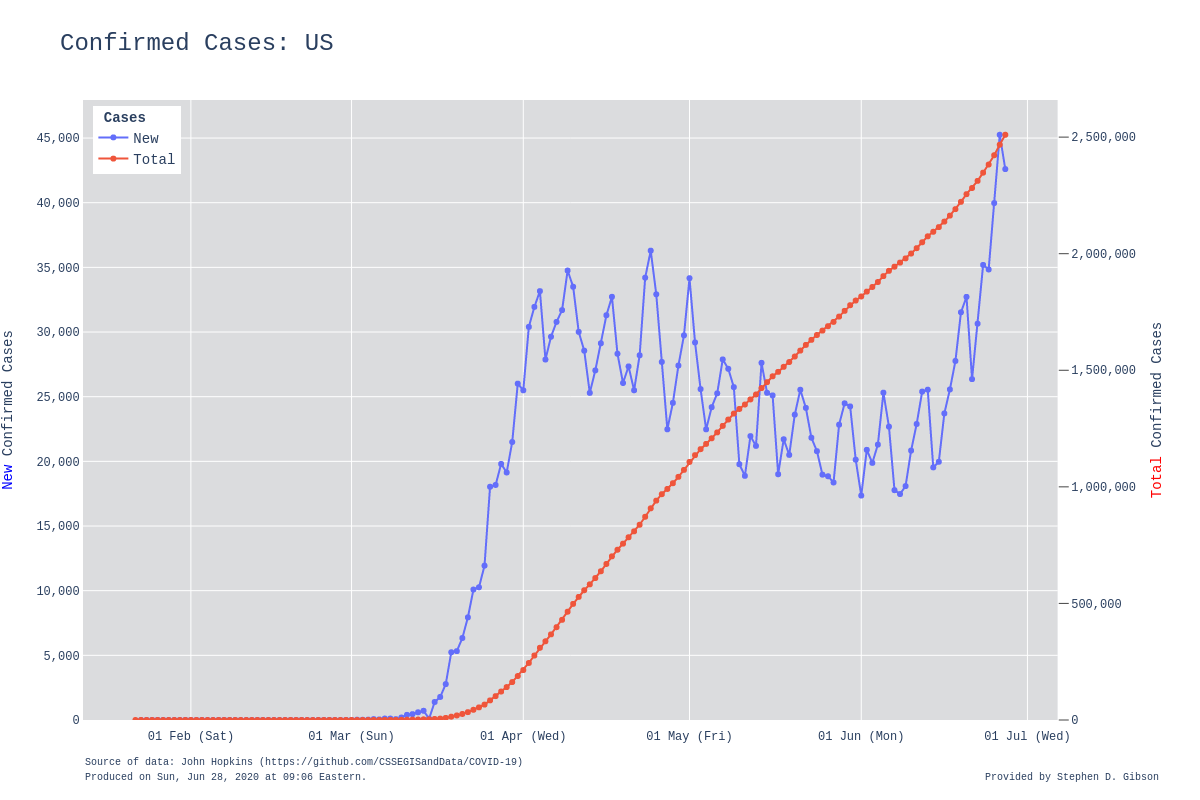 Confirmed Cases: US
Cases
New
Total
45,000
40,000
35,000
30,000
25,000
20,000
15,000
10,000
5,000
0
New Confirmed Cases
2,500,000
2,000,000
1,500,000
1,000,000
500,000
0
Total Confirmed Cases
01 Feb (Sat)
01 Mar (Sun)
01 Apr (Wed)
01 May (Fri)
01 Jun (Mon)
01 Jul (Wed)
Source of data: John Hopkins (https://github.com/CSSEGISandData/COVID-19)
Produced on Sun, Jun 28, 2020 at 09:06 Eastern.
Provided by Stephen D. Gibson